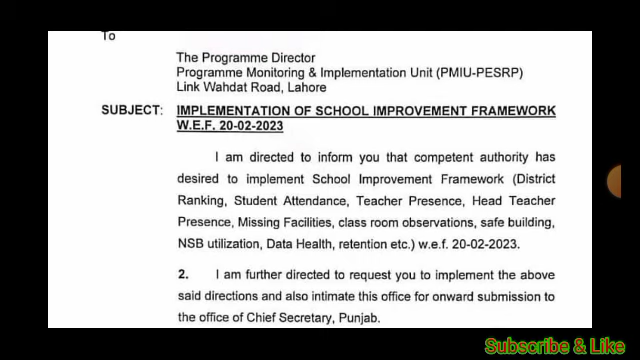 To
The Programme Director
Programme Monitoring & Implementation Unit (PMIU-PESRP)
Link Wahdat Road, Lahore
SUBJECT: IMPLEMENTATION OF SCHOOL IMPROVEMENT FRAMEWORK
W.E.F. 20-02-2023
I am directed to inform you that competent authority has
desired to implement School Improvement Framework (District
Ranking, Student Attendance, Teacher Presence, Head Teacher
Presence, Missing Facilities, class room observations, safe building,
NSB utilization, Data Health, retention etc.) w.e.f. 20-02-2023.
2. I am further directed to request you to implement the above
said directions and also intimate this office for onward submission to
the office of Chief Secretary, Punjab.
Subscribe & Like